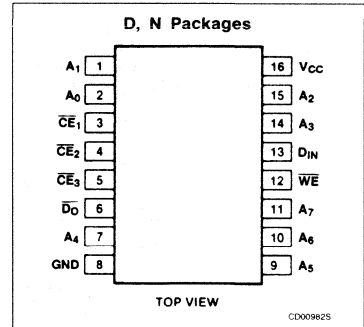 D, N Packages
A1 1 16 VCC
A0 2 15 A2
CE1 3 14 A3
CE2 4 13 DIN
CE3 5 12 WE
DO 6 11 A7
A4 7 10 A6
GND 8 9 A5
TOP VIEW
CD00982S